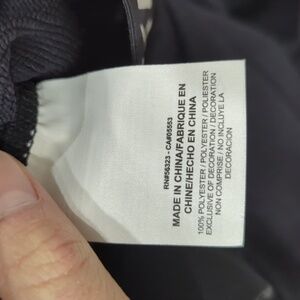 RN#56323 - CA#05553
MADE IN CHINA/FABRIQUE EN
CHINE/HECHO EN CHINA
100% POLYESTER / POLYESTER / POLIESTER
EXCLUSIVE OF DECORATION / DECORATION
NON COMPRISE / NO INCLUYE LA
DECORACION